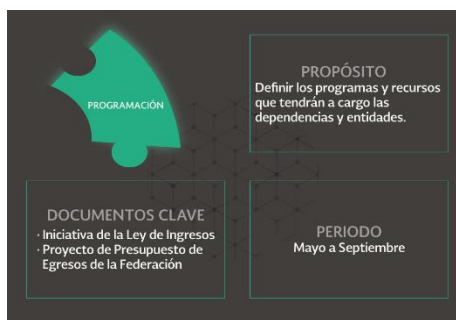 PROGRAMACIÓN
PROPÓSITO
Definir los programas y recursos
que tendrán a cargo las
dependencias y entidades.
DOCUMENTOS CLAVE
· Iniciativa de la Ley de Ingresos
· Proyecto de Presupuesto de
Egresos de la Federación
PERIODO
Mayo a Septiembre